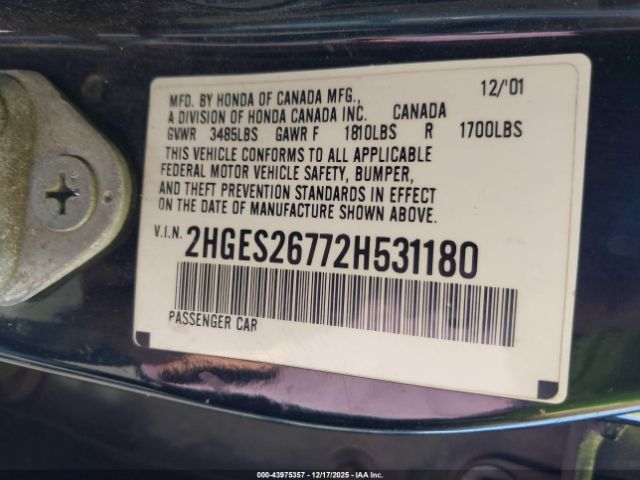 MFD. BY HONDA OF CANADA MFG., 12/'01
A DIVISION OF HONDA CANADA INC. CANADA
GVWR 3485LBS GAWR F 1810LBS R 1700LBS
THIS VEHICLE CONFORMS TO ALL APPLICABLE
FEDERAL MOTOR VEHICLE SAFETY, BUMPER,
AND THEFT PREVENTION STANDARDS IN EFFECT
ON THE DATE OF MANUFACTURE SHOWN ABOVE.
V.I.N. 2HGES26772H531180
PASSENGER CAR
00-43975357 | 12/17/2025 | IAA Inc.